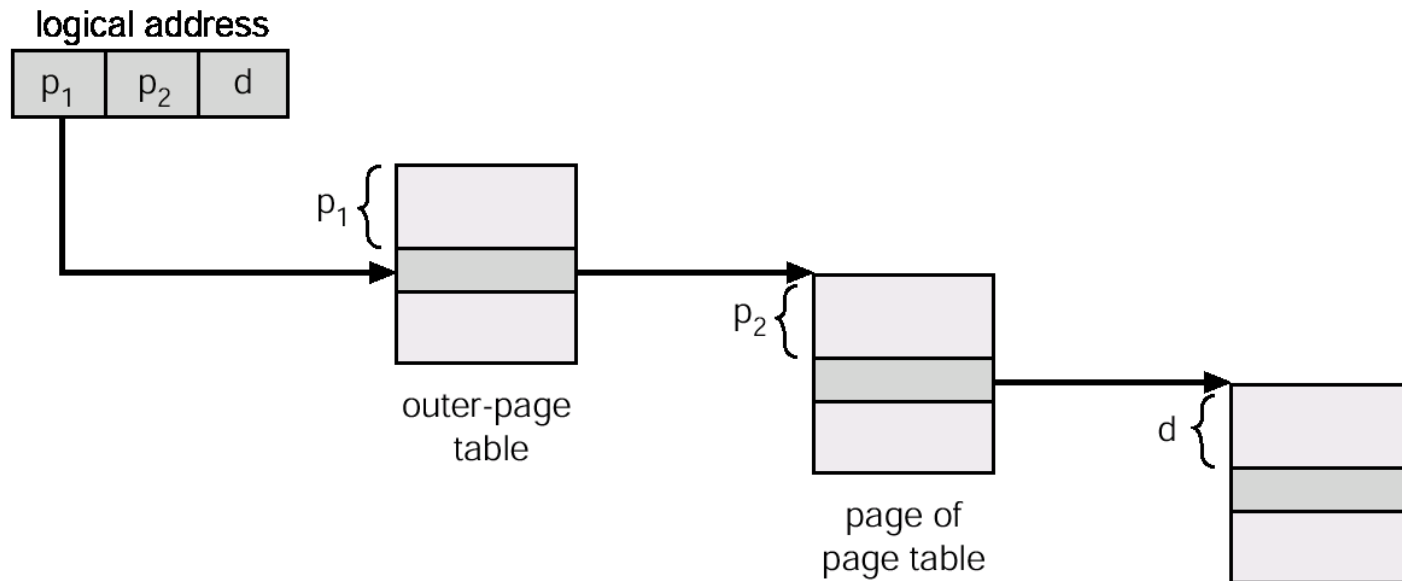 logical address
p₁ p₂ d
p₁
outer-page
table
p₂
page of
page table
d